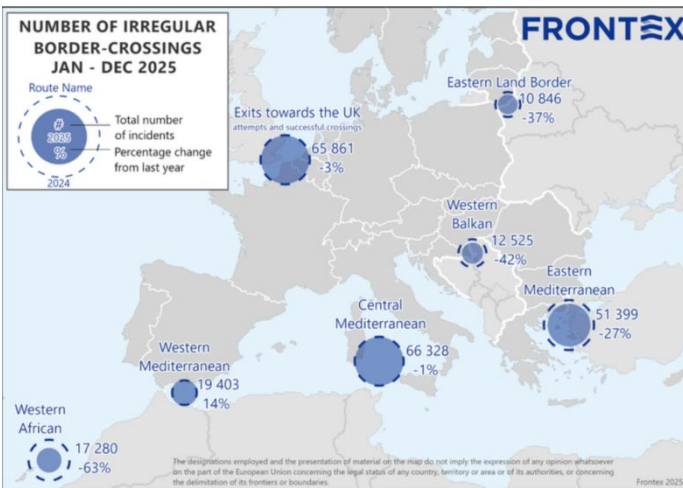 NUMBER OF IRREGULAR
BORDER-CROSSINGS
JAN - DEC 2025
Route Name
#
2025
%
Total number
of incidents
Percentage change
from last year
2024
FRONTEX
Eastern Land Border
10 846
-37%
Exits towards the UK
attempts and successful crossings
65 861
-3%
Western
Balkan
12 525
-42%
Eastern
Mediterranean
51 399
-27%
Central
Mediterranean
66 328
-1%
Western
Mediterranean
19 403
14%
Western
African
17 280
-63%
The designations employed and the presentation of material on the map do not imply the expression of any opinion whatsoever
on the part of the European Union concerning the legal status of any country, territory or area or of its authorities, or concerning
the delimitation of its frontiers or boundaries.
Frontex 2025